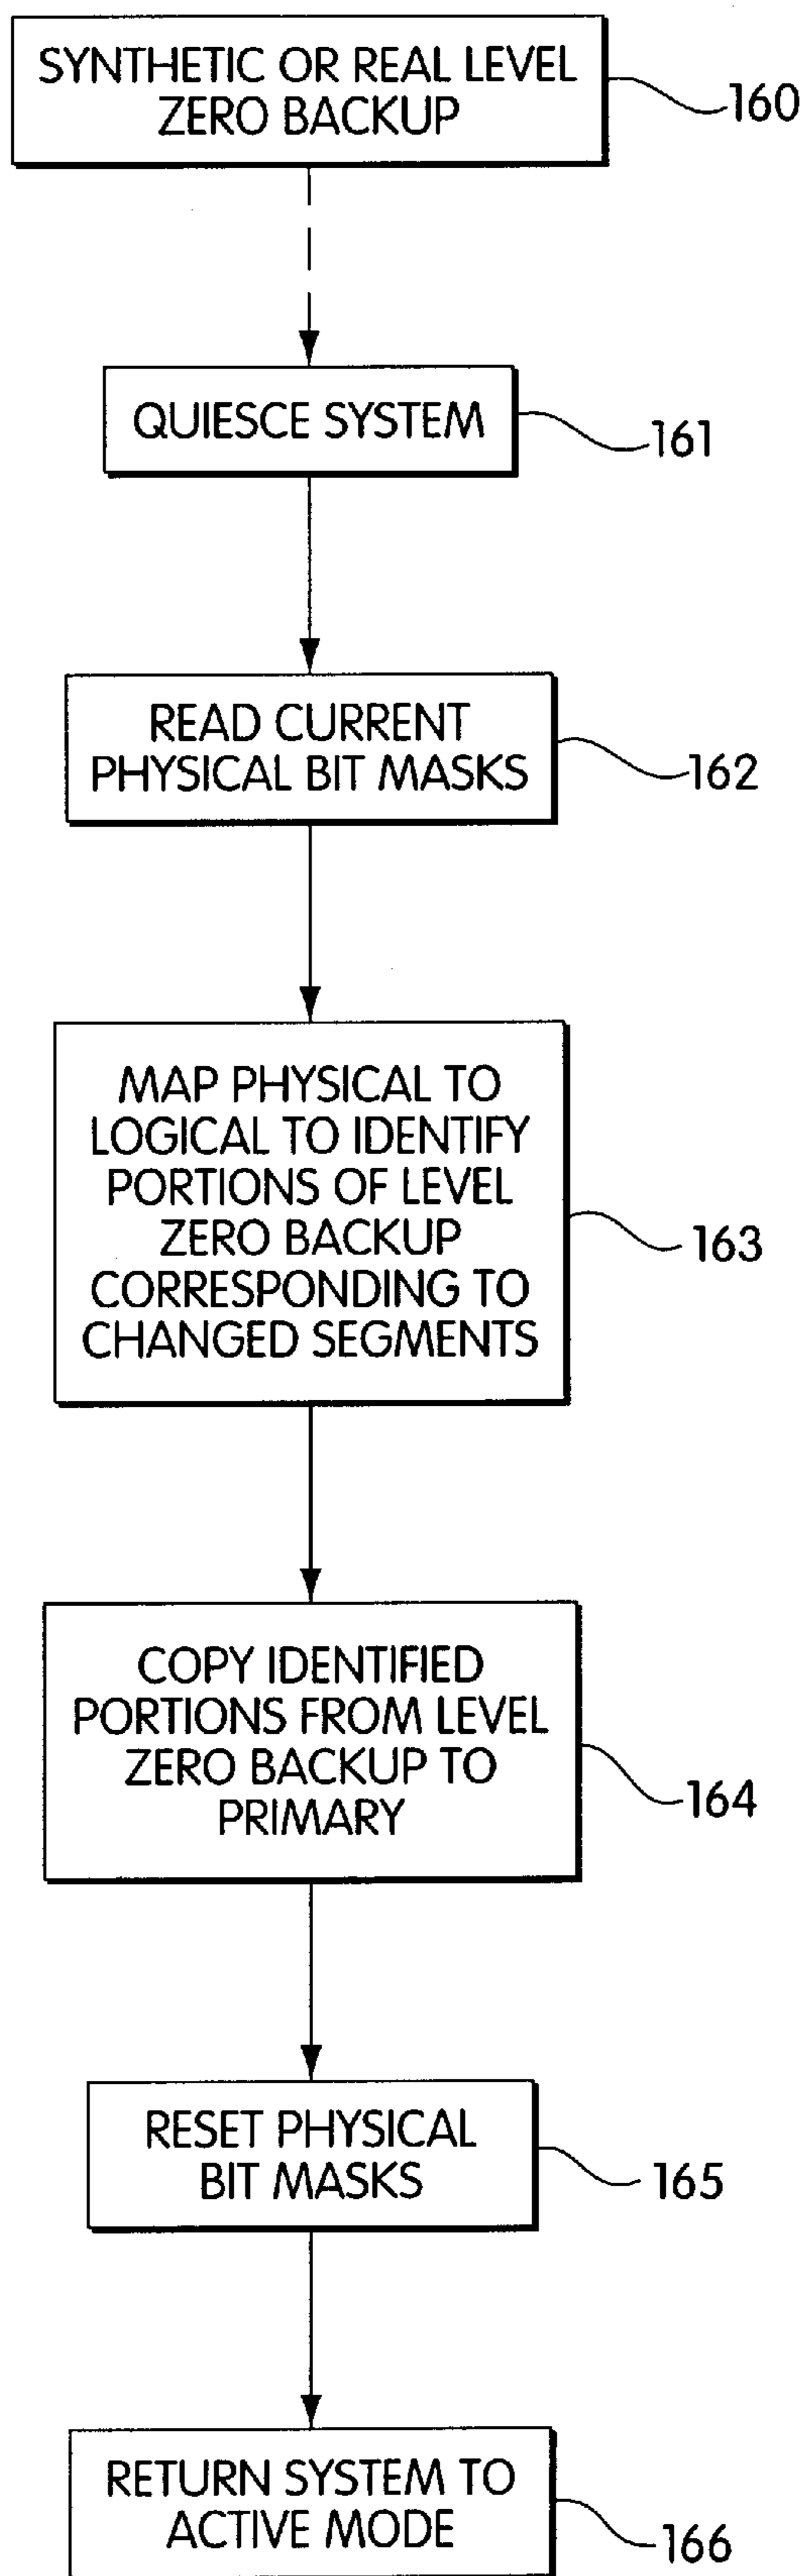 SYNTHETIC OR REAL LEVEL
ZERO BACKUP
160
QUIESCE SYSTEM
161
READ CURRENT
PHYSICAL BIT MASKS
162
MAP PHYSICAL TO
LOGICAL TO IDENTIFY
PORTIONS OF LEVEL
ZERO BACKUP
CORRESPONDING TO
CHANGED SEGMENTS
163
COPY IDENTIFIED
PORTIONS FROM LEVEL
ZERO BACKUP TO
PRIMARY
164
RESET PHYSICAL
BIT MASKS
165
RETURN SYSTEM TO
ACTIVE MODE
166